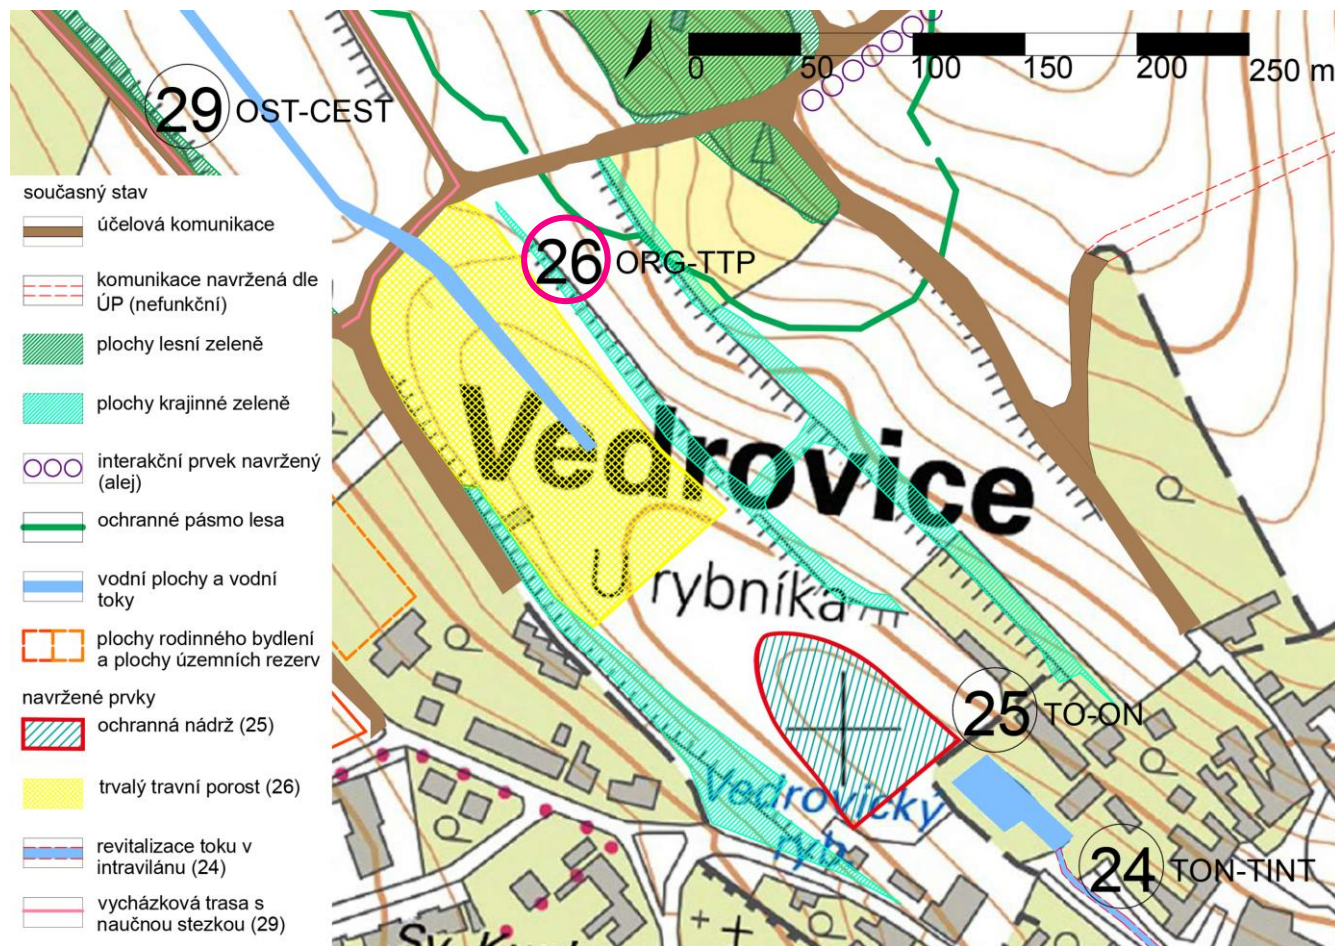 0 50 100 150 200 250 m
29 OST-CEST
současný stav
účelová komunikace
komunikace navržená dle
ÚP (nefunkční)
plochy lesní zeleně
plochy krajinné zeleně
interakční prvek navržený
(alej)
ochranné pásmo lesa
vodní plochy a vodní
toky
plochy rodinného bydlení
a plochy územních rezerv
navržené prvky
ochranná nádrž (25)
trvalý travní porost (26)
revitalizace toku v
intravilánu (24)
vycházková trasa s
naučnou stezkou (29)
26 ORG-TTP
Vedrovice
U rybníka
25 TO-ON
Vedrovický
ryb.
24 TON-TINT